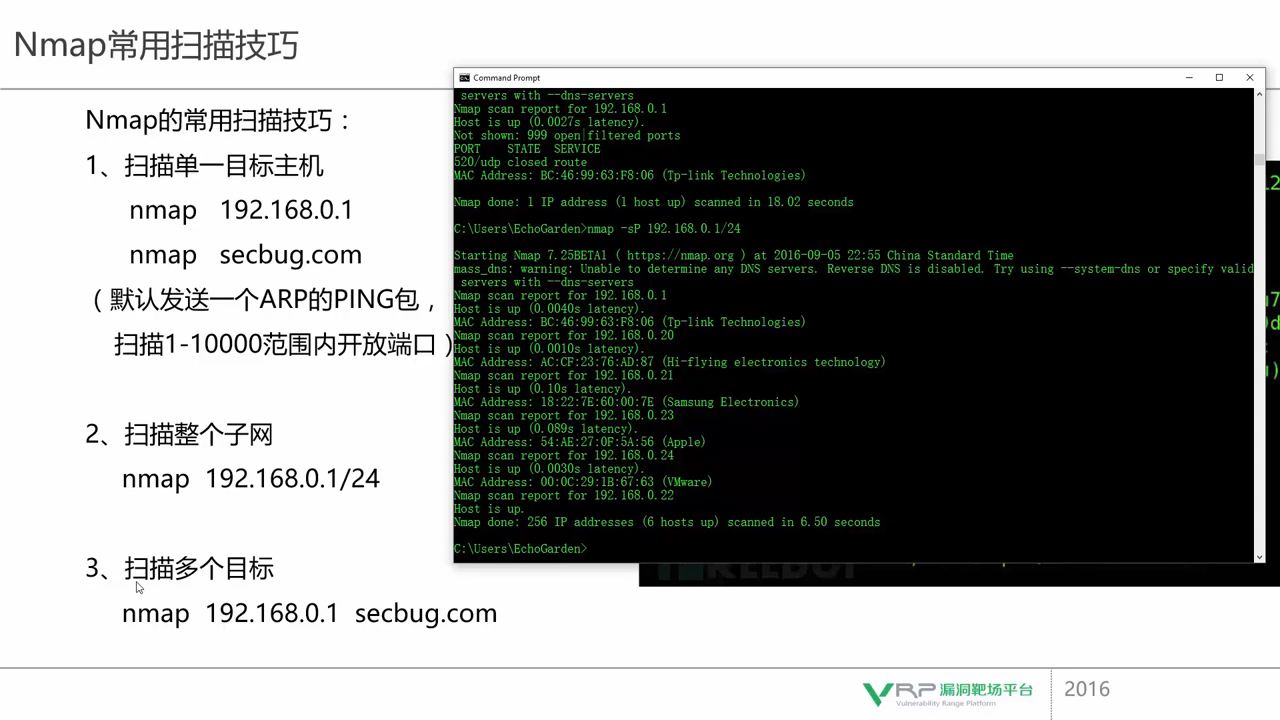 Nmap常用扫描技巧
Nmap的常用扫描技巧：
1、扫描单一目标主机
nmap 192.168.0.1
nmap secbug.com
（默认发送一个ARP的PING包，
扫描1-10000范围内开放端口）
2、扫描整个子网
nmap 192.168.0.1/24
3、扫描多个目标
nmap 192.168.0.1 secbug.com
Command Prompt
servers with --dns-servers
Nmap scan report for 192.168.0.1
Host is up (0.0027s latency).
Not shown: 999 open|filtered ports
PORT STATE SERVICE
520/udp closed route
MAC Address: BC:46:99:63:F8:06 (Tp-link Technologies)
Nmap done: 1 IP address (1 host up) scanned in 18.02 seconds
C:\Users\EchoGarden>nmap -sP 192.168.0.1/24
Starting Nmap 7.25BETA1 ( https://nmap.org ) at 2016-09-05 22:55 China Standard Time
mass_dns: warning: Unable to determine any DNS servers. Reverse DNS is disabled. Try using --system-dns or specify valid
servers with --dns-servers
Nmap scan report for 192.168.0.1
Host is up (0.0040s latency).
MAC Address: BC:46:99:63:F8:06 (Tp-link Technologies)
Nmap scan report for 192.168.0.20
Host is up (0.0010s latency).
MAC Address: AC:CF:23:76:AD:87 (Hi-flying electronics technology)
Nmap scan report for 192.168.0.21
Host is up (0.10s latency).
MAC Address: 18:22:7E:60:00:7E (Samsung Electronics)
Nmap scan report for 192.168.0.23
Host is up (0.089s latency).
MAC Address: 54:AE:27:0F:5A:56 (Apple)
Nmap scan report for 192.168.0.24
Host is up (0.0030s latency).
MAC Address: 00:0C:29:1B:67:63 (VMware)
Nmap scan report for 192.168.0.22
Host is up.
Nmap done: 256 IP addresses (6 hosts up) scanned in 6.50 seconds
C:\Users\EchoGarden>
VRP 漏洞靶场平台
Vulnerability Range Platform
2016